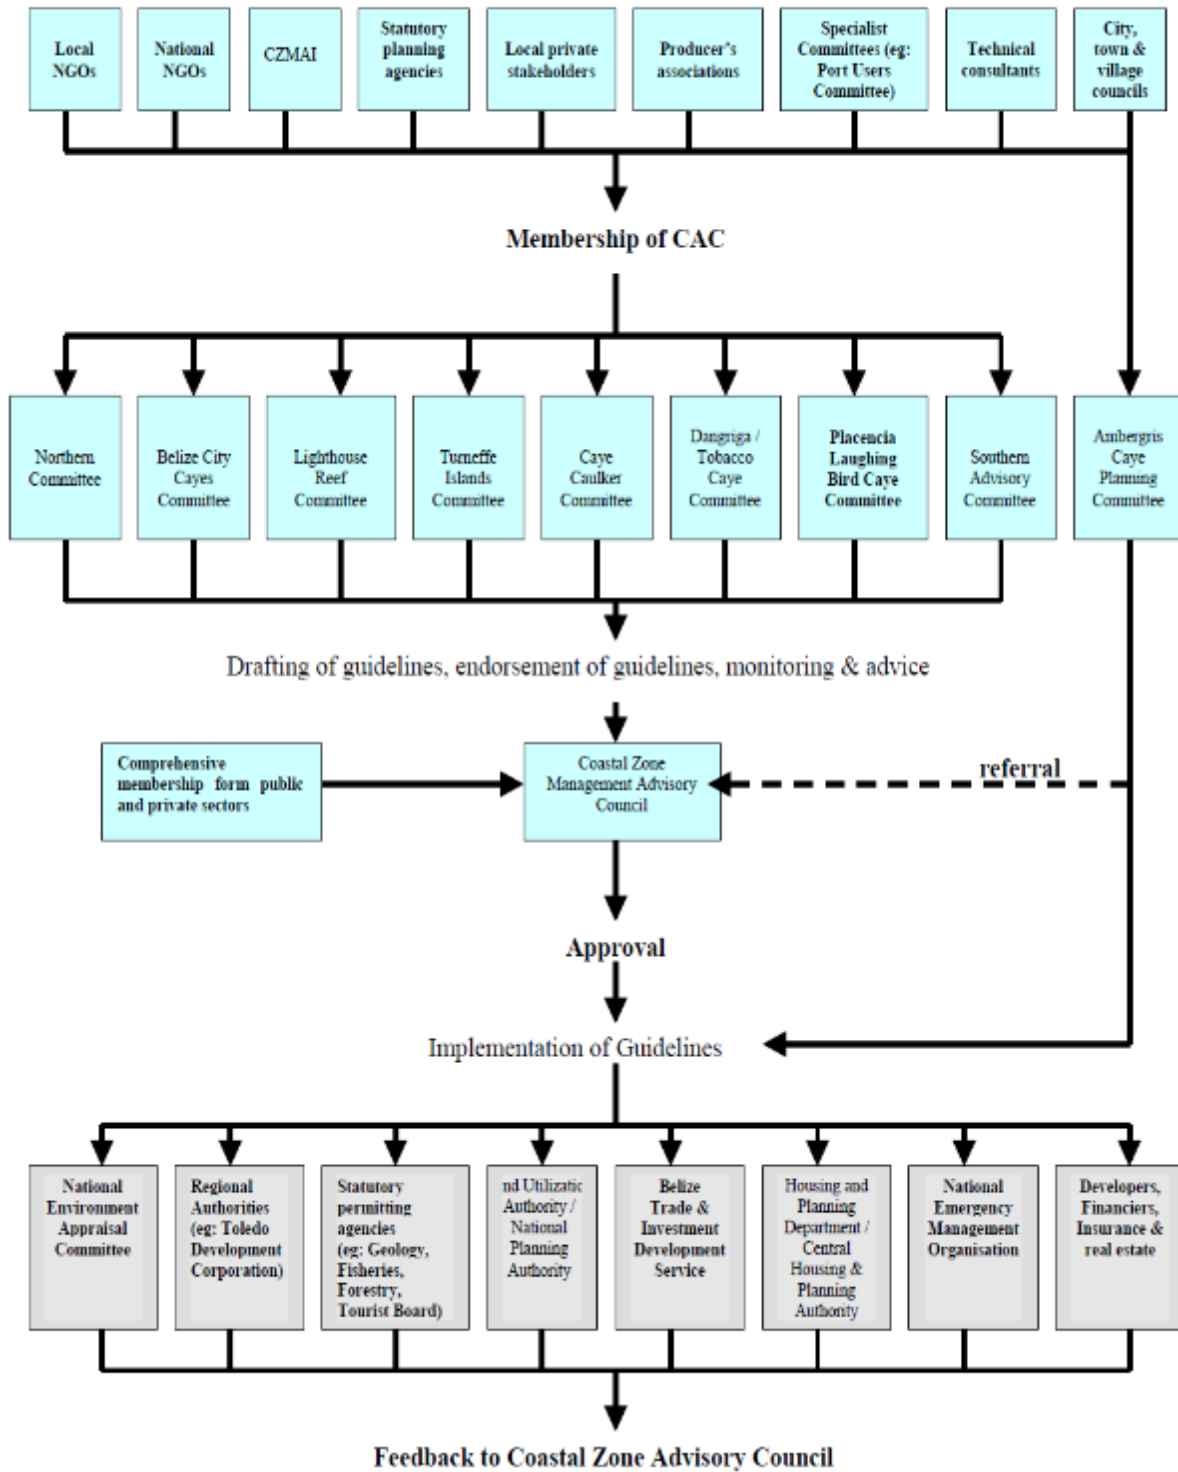 Local
NGOs
National
NGOs
CZMAI
Statutory
planning
agencies
Local private
stakeholders
Producer's
associations
Specialist
Committees (eg:
Port Users
Committee)
Technical
consultants
City,
town &
village
councils
Membership of CAC
Northern
Committee
Belize City
Cayes
Committee
Lighthouse
Reef
Committee
Turneffe
Islands
Committee
Caye
Caulker
Committee
Dangriga /
Tobacco
Caye
Committee
Placencia
Laughing
Bird Caye
Committee
Southern
Advisory
Committee
Ambergris
Caye
Planning
Committee
Drafting of guidelines, endorsement of guidelines, monitoring & advice
Comprehensive
membership form public
and private sectors
Coastal Zone
Management Advisory
Council
referral
Approval
Implementation of Guidelines
National
Environment
Appraisal
Committee
Regional
Authorities
(eg: Toledo
Development
Corporation)
Statutory
permitting
agencies
(eg: Geology,
Fisheries,
Forestry,
Tourist Board)
nd Utilizatic
Authority /
National
Planning
Authority
Belize
Trade &
Investment
Development
Service
Housing and
Planning
Department /
Central
Housing &
Planning
Authority
National
Emergency
Management
Organisation
Developers,
Financiers,
Insurance &
real estate
Feedback to Coastal Zone Advisory Council